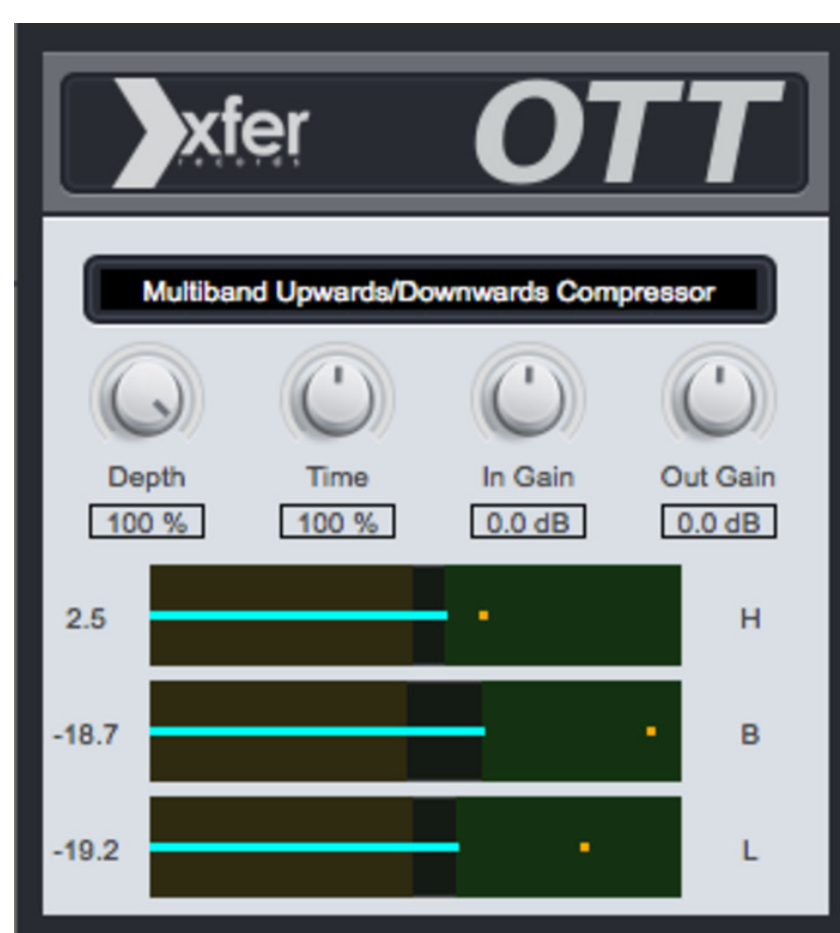 xfer
records
OTT
Multiband Upwards/Downwards Compressor
Depth Time In Gain Out Gain
100 % 100 % 0.0 dB 0.0 dB
2.5 H
-18.7 B
-19.2 L